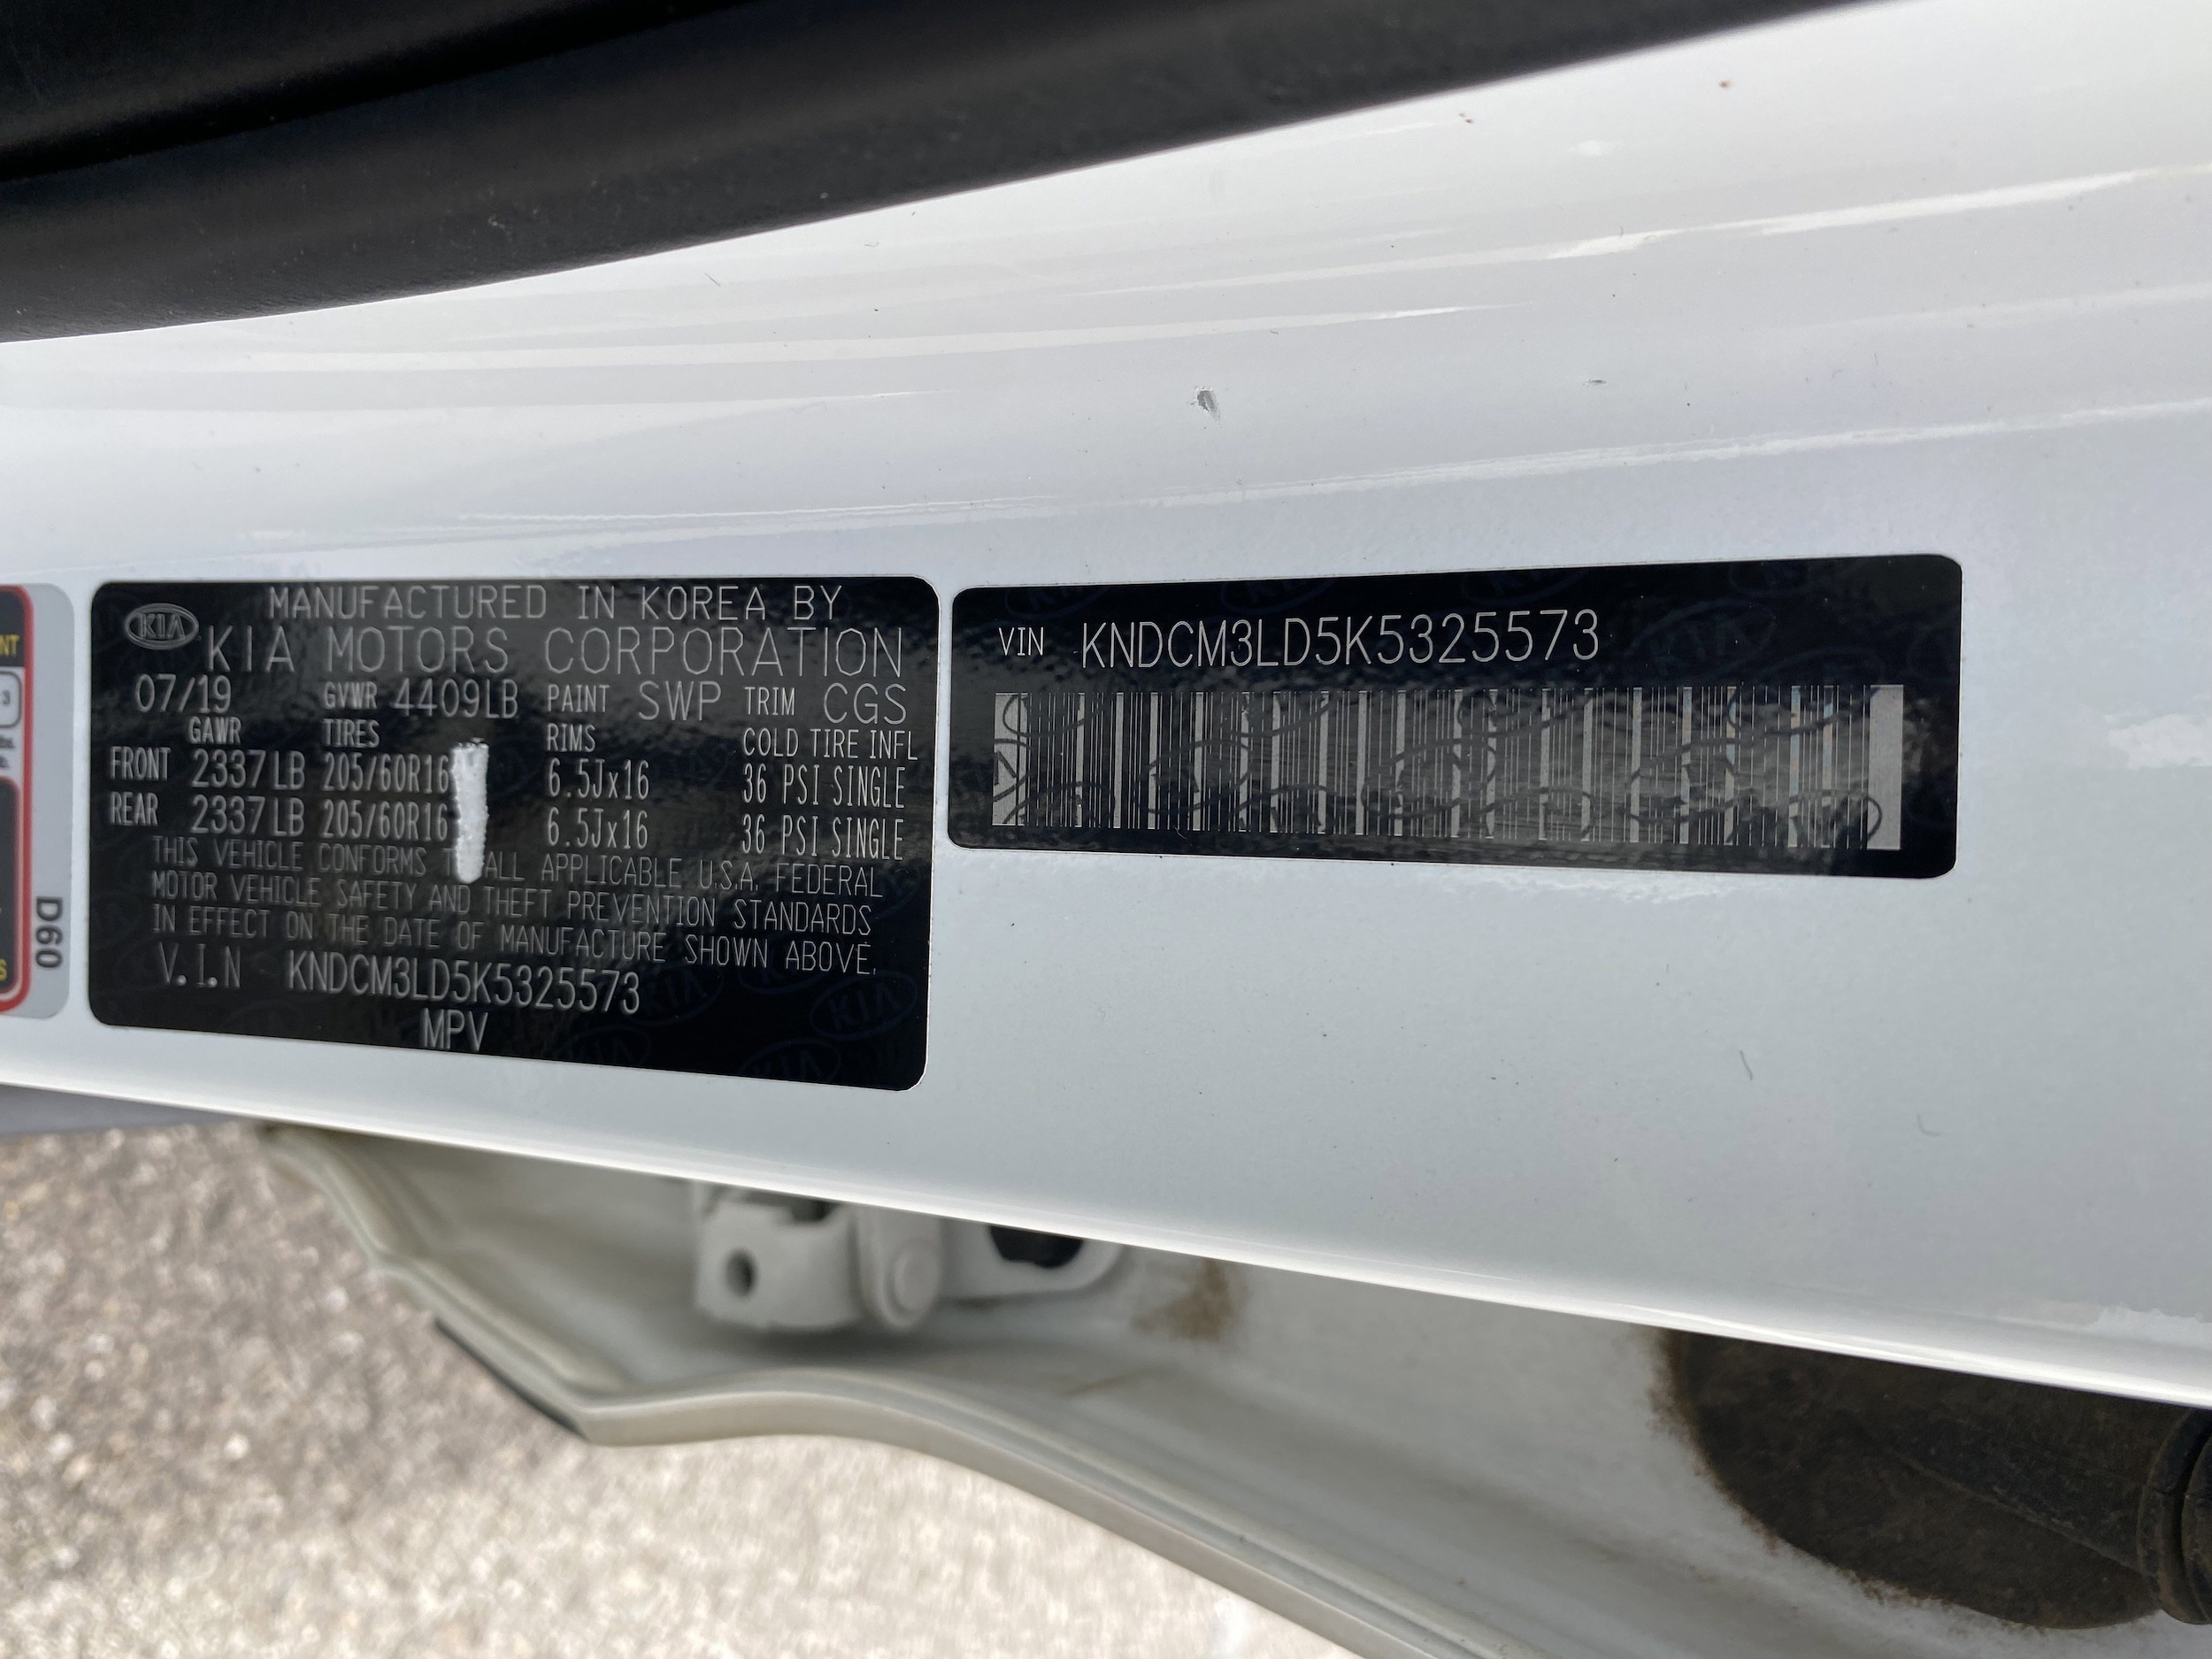 MANUFACTURED IN KOREA BY
KIA
KIA MOTORS CORPORATION
07/19 GVWR 4409LB PAINT SWP TRIM CGS
GAWR TIRES RIMS COLD TIRE INFL
FRONT 2337LB 205/60R16 6.5Jx16 36 PSI SINGLE
REAR 2337LB 205/60R16 6.5Jx16 36 PSI SINGLE
THIS VEHICLE CONFORMS ALL APPLICABLE U.S.A. FEDERAL
MOTOR VEHICLE SAFETY AND THEFT PREVENTION STANDARDS
IN EFFECT ON THE DATE OF MANUFACTURE SHOWN ABOVE.
V.I.N KNDCM3LD5K5325573
MPV
VIN KNDCM3LD5K5325573
NT
3
D60
S